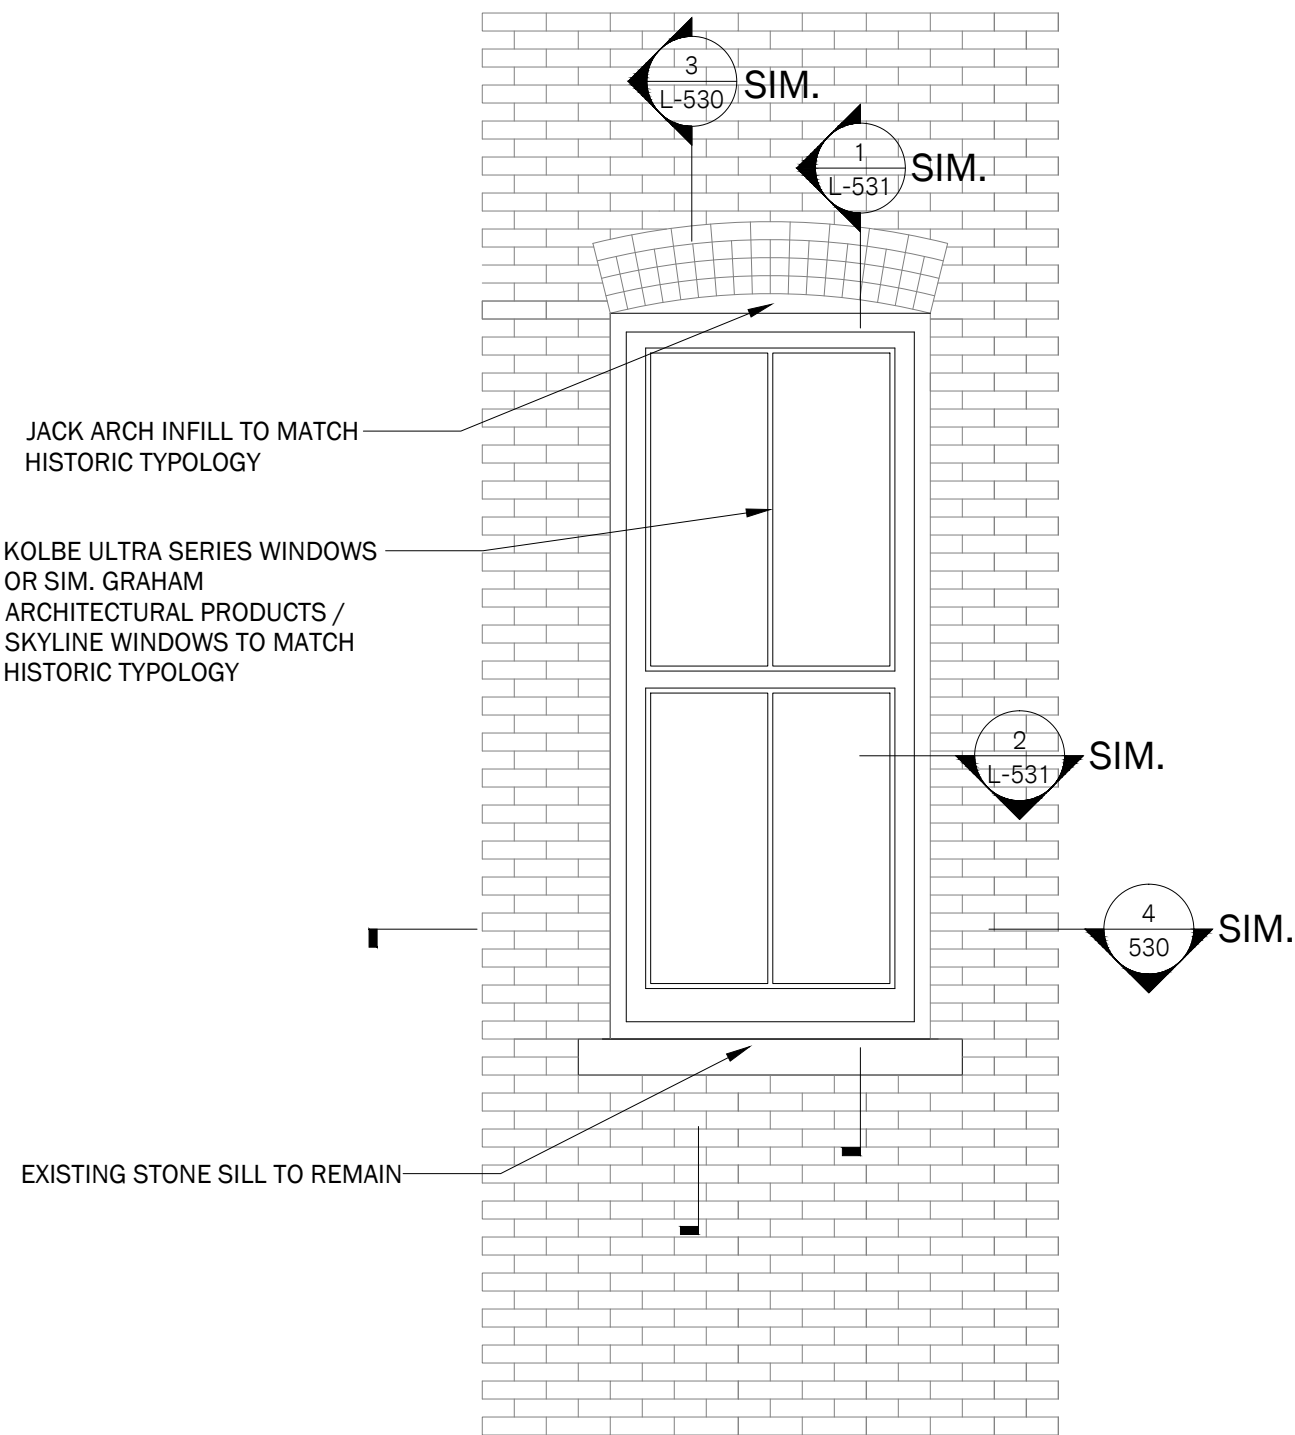 3
L-530
SIM.
1
L-531
SIM.
JACK ARCH INFILL TO MATCH
HISTORIC TYPOLOGY
KOLBE ULTRA SERIES WINDOWS
OR SIM. GRAHAM
ARCHITECTURAL PRODUCTS /
SKYLINE WINDOWS TO MATCH
HISTORIC TYPOLOGY
2
L-531
SIM.
4
530
SIM.
EXISTING STONE SILL TO REMAIN